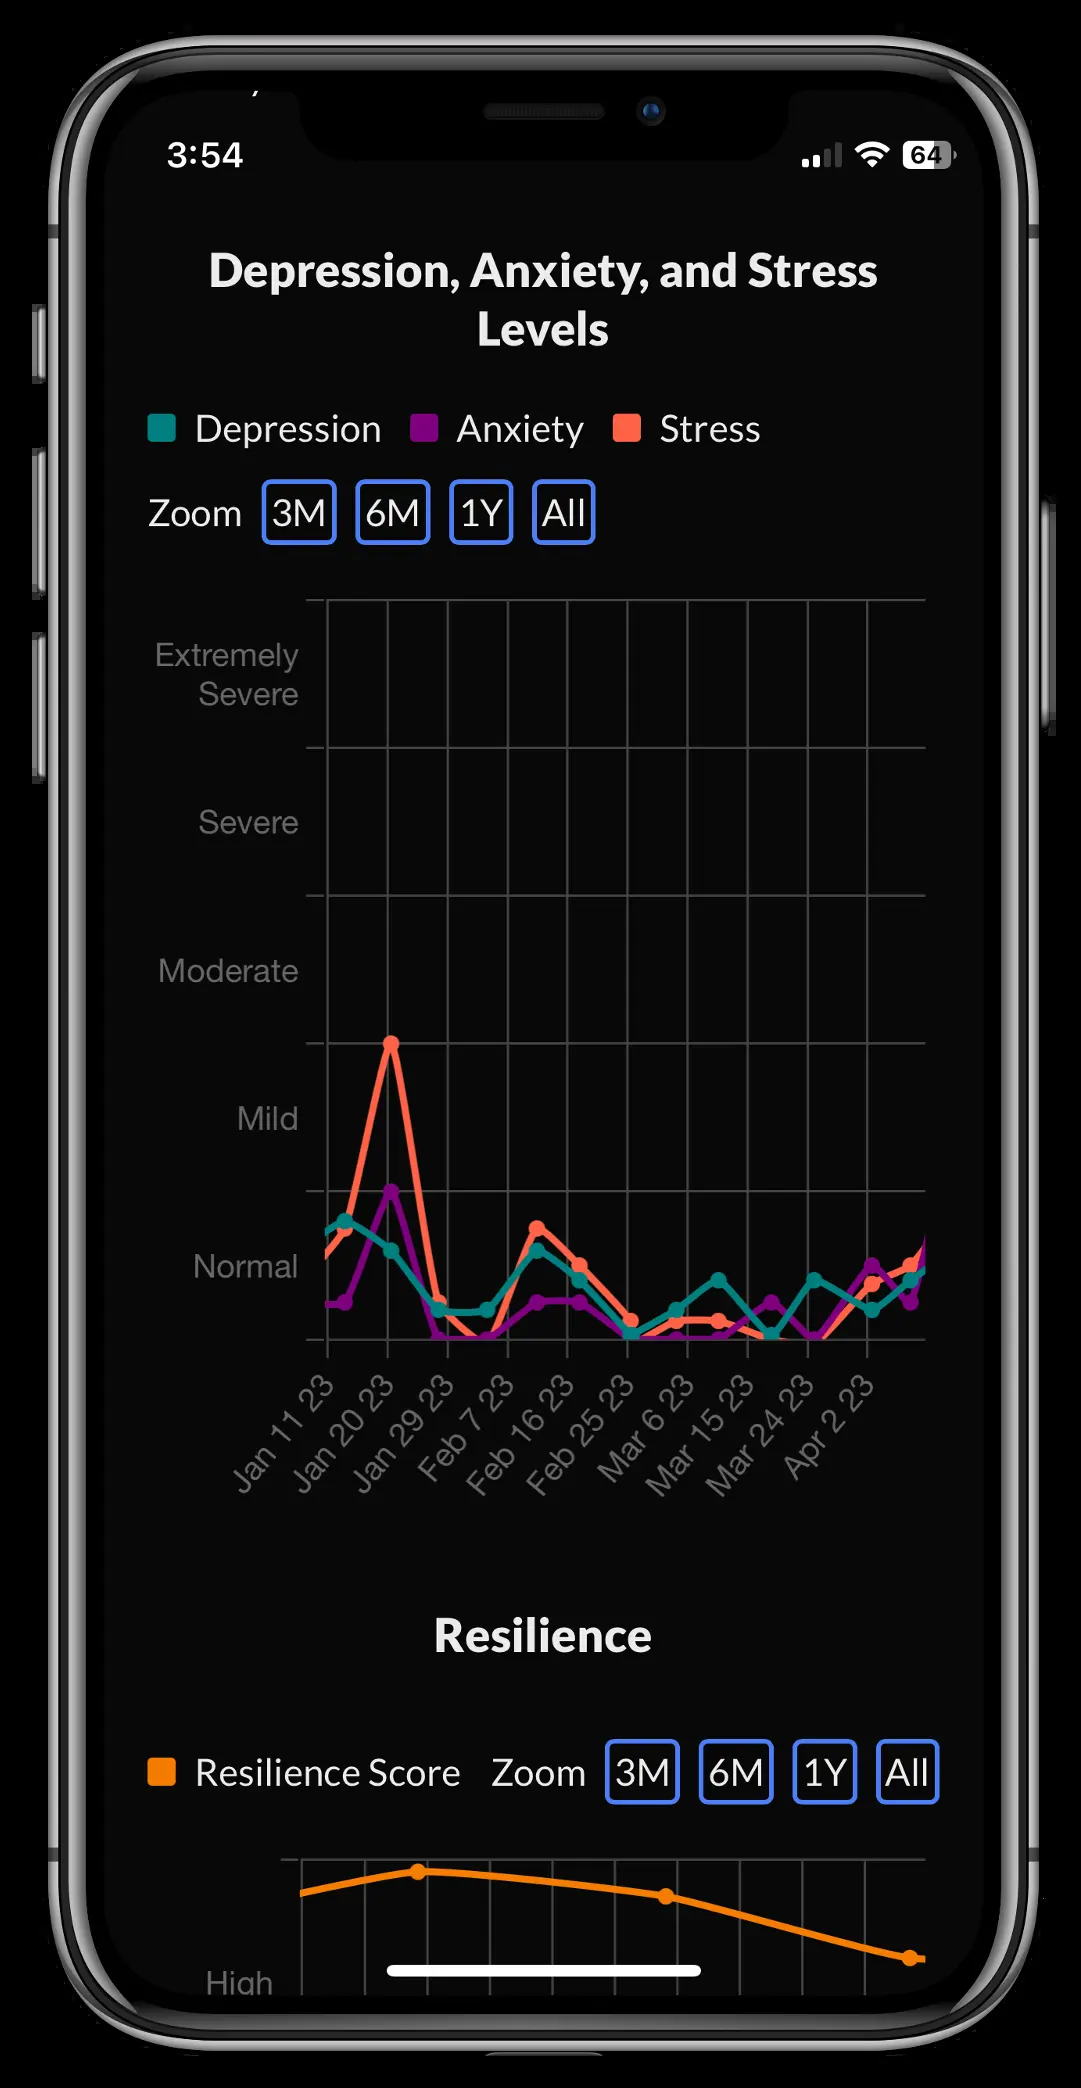 3:54
64
Depression, Anxiety, and Stress
Levels
Depression Anxiety Stress
Zoom 3M 6M 1Y All
Extremely
Severe
Severe
Moderate
Mild
Normal
Jan 11 23
Jan 20 23
Jan 29 23
Feb 7 23
Feb 16 23
Feb 25 23
Mar 6 23
Mar 15 23
Mar 24 23
Apr 2 23
Resilience
Resilience Score Zoom 3M 6M 1Y All
High